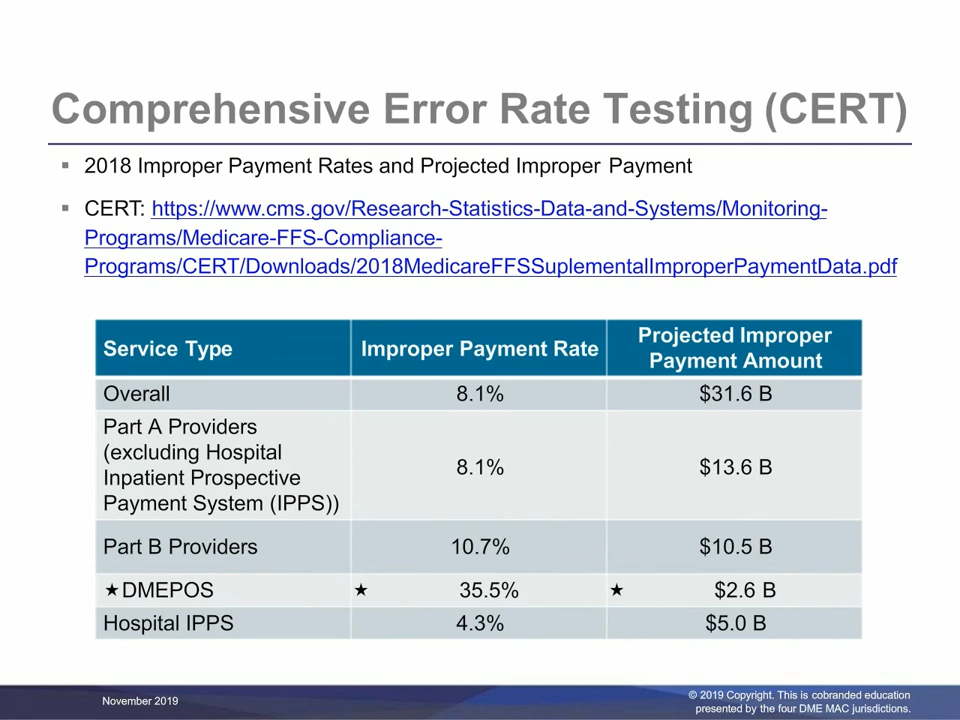 Comprehensive Error Rate Testing (CERT)
▪ 2018 Improper Payment Rates and Projected Improper Payment
▪ CERT: https://www.cms.gov/Research-Statistics-Data-and-Systems/Monitoring-
Programs/Medicare-FFS-Compliance-
Programs/CERT/Downloads/2018MedicareFFSSuplementalImproperPaymentData.pdf
Service Type Improper Payment Rate Projected Improper
Payment Amount
Overall 8.1% $31.6 B
Part A Providers
(excluding Hospital
Inpatient Prospective
Payment System (IPPS)) 8.1% $13.6 B
Part B Providers 10.7% $10.5 B
★DMEPOS ★ 35.5% ★ $2.6 B
Hospital IPPS 4.3% $5.0 B
November 2019
© 2019 Copyright. This is cobranded education
presented by the four DME MAC jurisdictions.